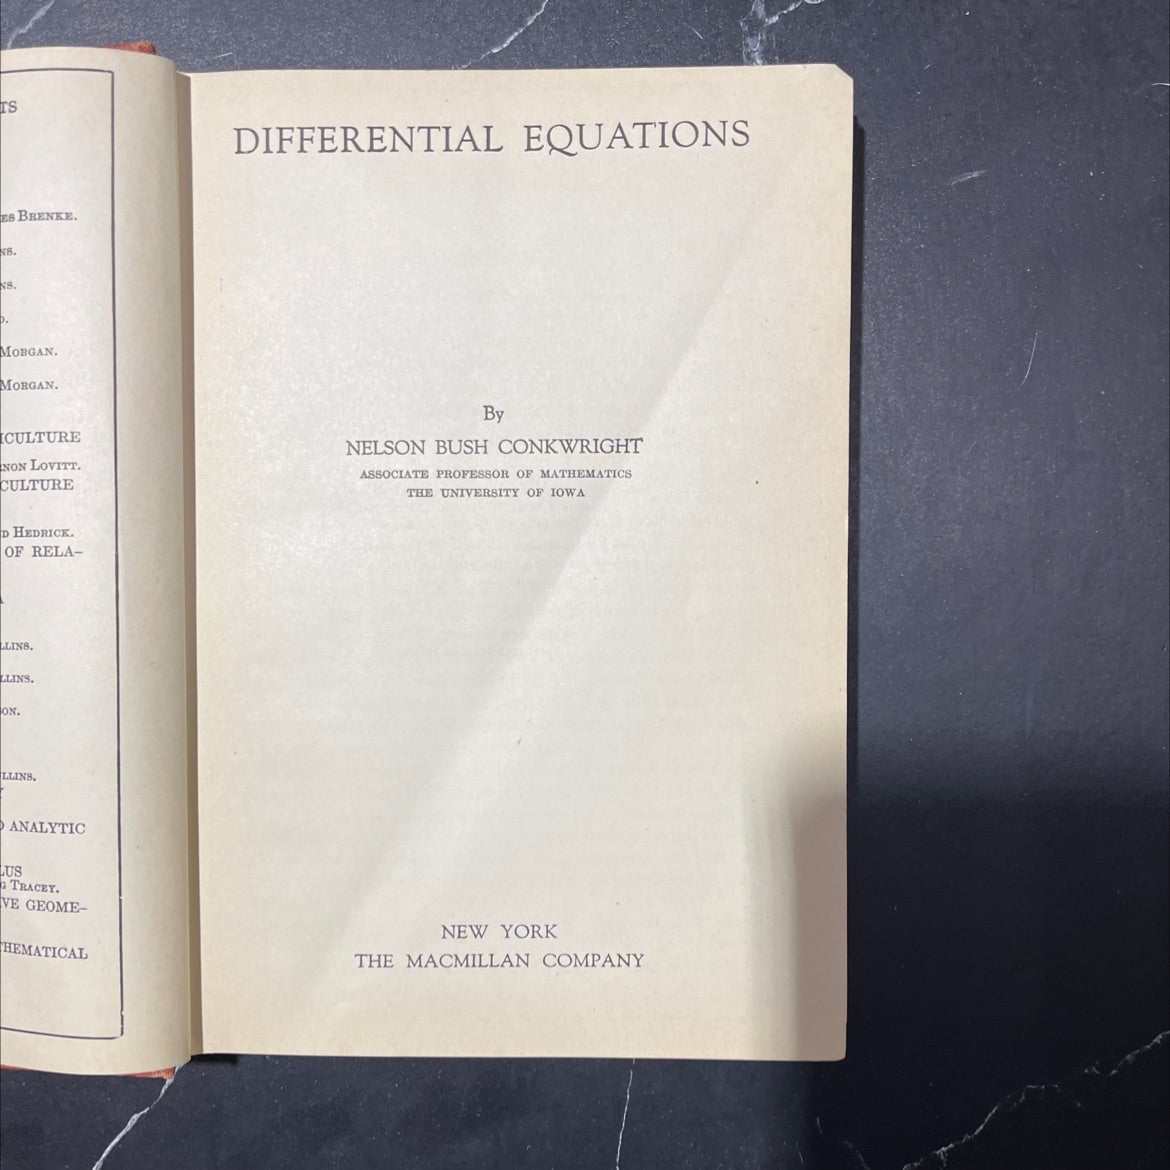 TS
ES BRENKE.
NS.
NS.
D.
MORGAN.
MORGAN.
ICULTURE
NON LOVITT.
CULTURE
D HEDRICK.
OF RELA-
LLINS.
LLINS.
ON.
LLINS.
ANALYTIC
LUS
G TRACEY.
VE GEOME-
HEMATICAL
DIFFERENTIAL EQUATIONS
By
NELSON BUSH CONKWRIGHT
ASSOCIATE PROFESSOR OF MATHEMATICS
THE UNIVERSITY OF IOWA
NEW YORK
THE MACMILLAN COMPANY